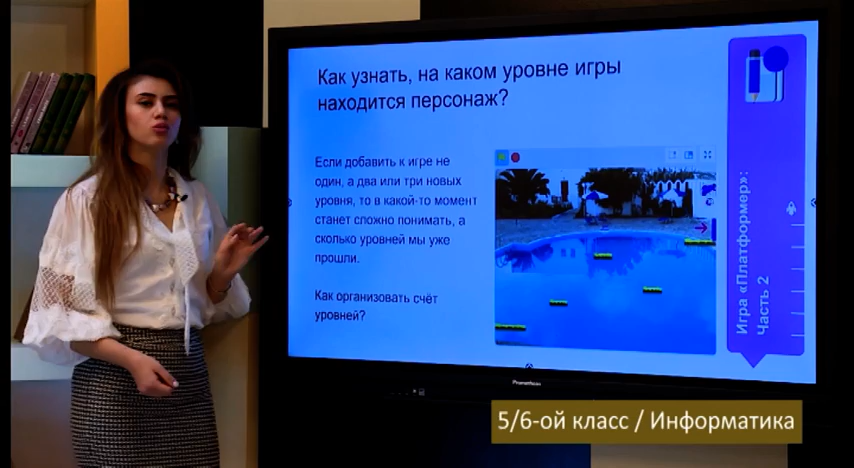 Как узнать, на каком уровне игры
находится персонаж?
Если добавить к игре не
один, а два или три новых
уровня, то в какой-то момент
станет сложно понимать, а
сколько уровней мы уже
прошли.
Как организовать счёт
уровней?
Игра «Платформер»:
Часть 2
Promethean
5/6-ой класс / Информатика